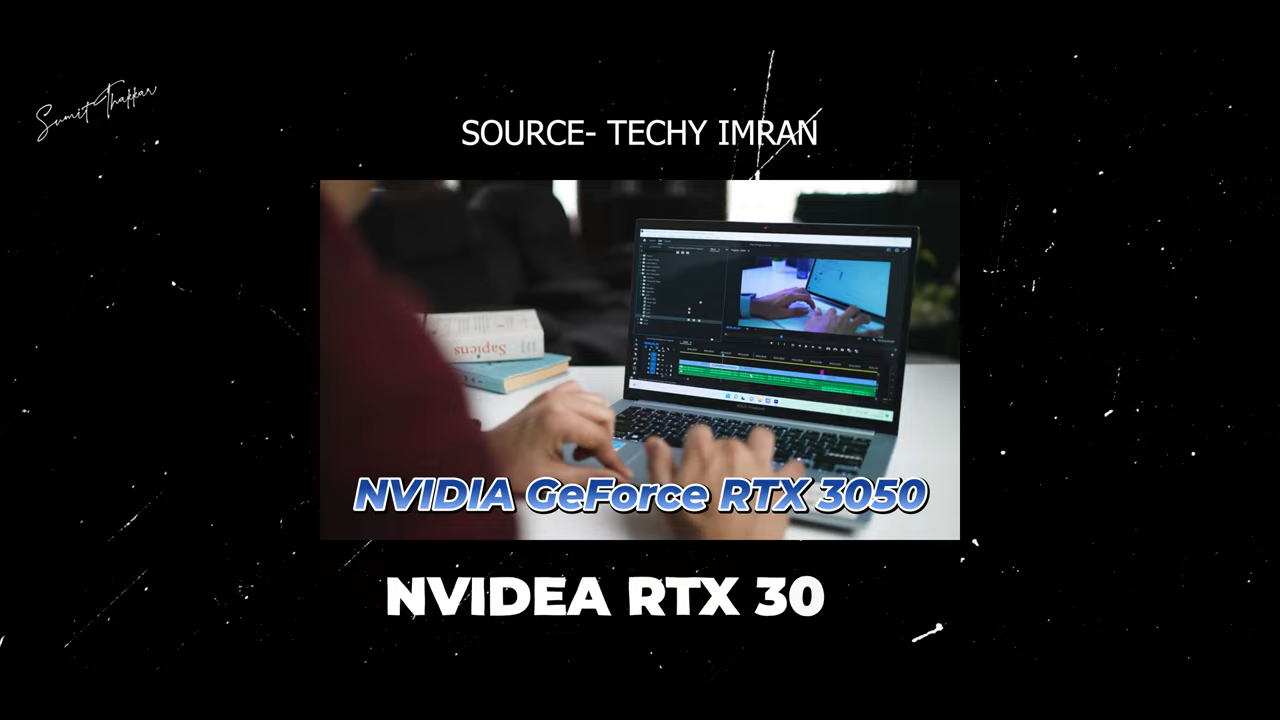 Sumit Thakkar
SOURCE- TECHY IMRAN
Sapiens
NVIDIA GeForce RTX 3050
NVIDEA RTX 30